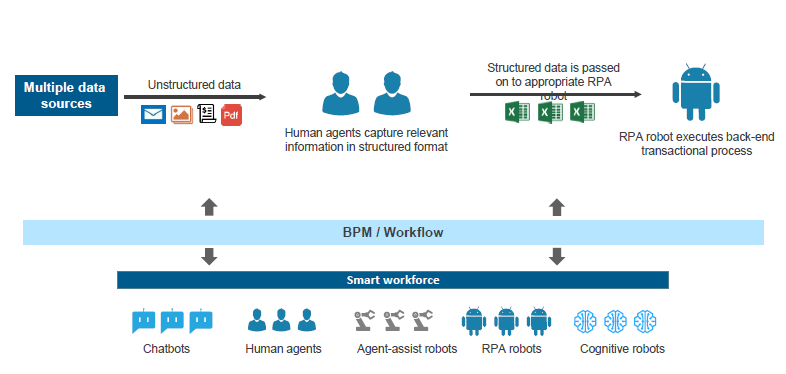 Multiple data
sources
Unstructured data
Pdf
Human agents capture relevant
information in structured format
Structured data is passed
on to appropriate RPA
robot
X
X
X
RPA robot executes back-end
transactional process
BPM / Workflow
Smart workforce
Chatbots
Human agents
Agent-assist robots
RPA robots
Cognitive robots